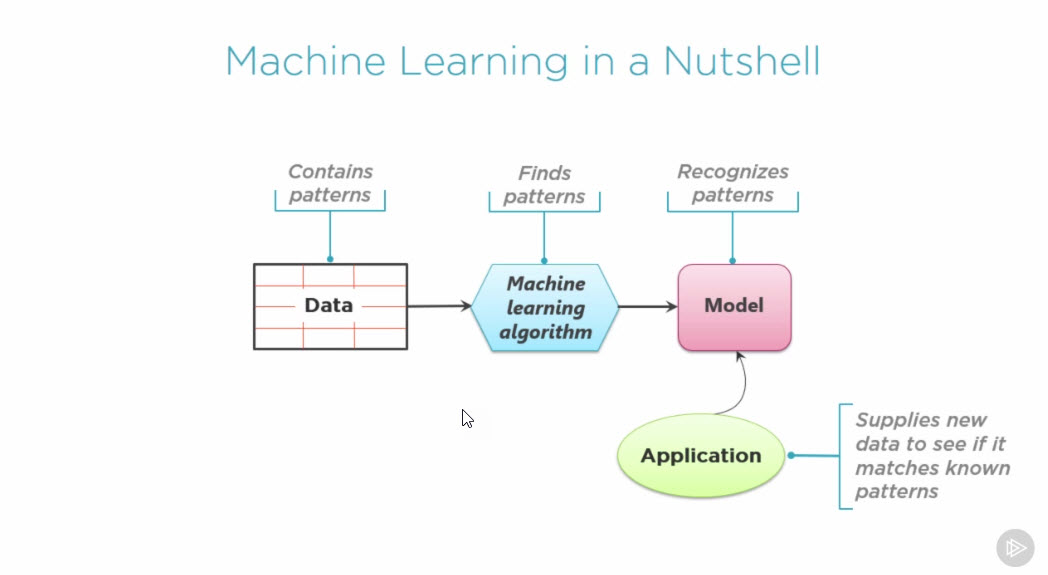 Machine Learning in a Nutshell
Contains
patterns
Finds
patterns
Recognizes
patterns
Data
Machine
learning
algorithm
Model
Application
Supplies new
data to see if it
matches known
patterns